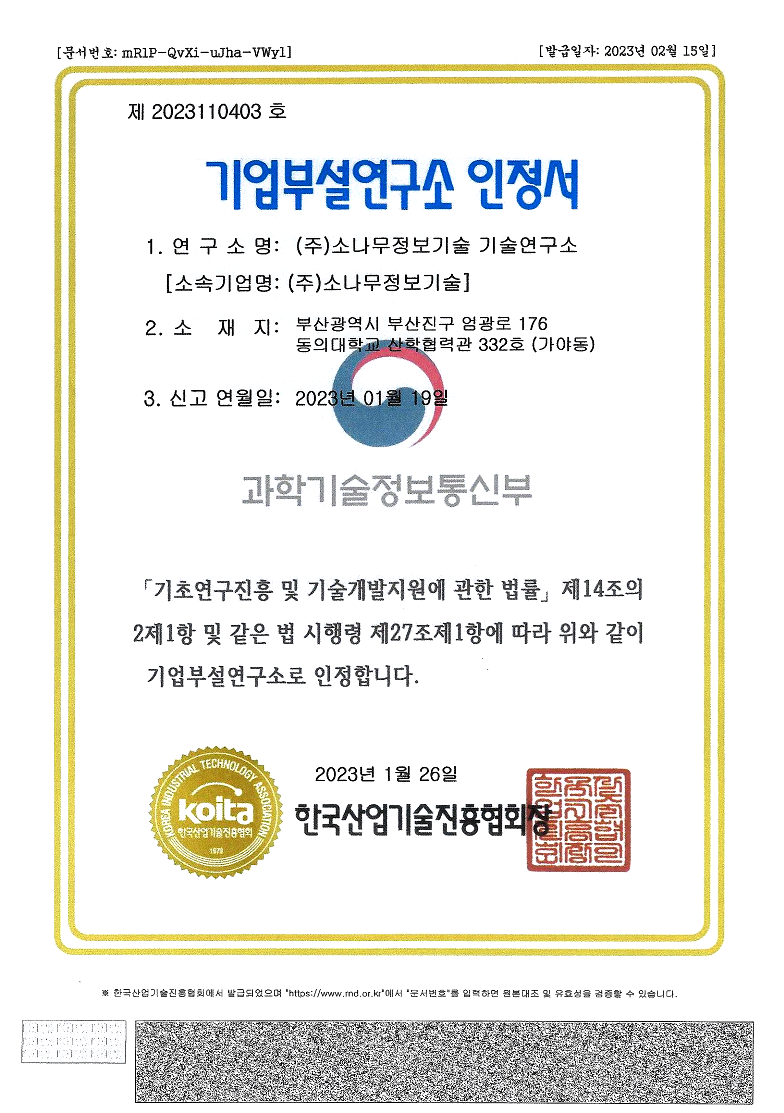 [문서번호: mR1P-QvXi-uJha-VWyl]
[발급일자: 2023년 02월 15일]
제 2023110403 호
기업부설연구소 인정서
1. 연 구 소 명: (주)소나무정보기술 기술연구소
[소속기업명: (주)소나무정보기술]
2. 소 재 지: 부산광역시 부산진구 엄광로 176
동의대학교 산학협력관 332호 (가야동)
3. 신고 연월일: 2023년 01월 19일
과학기술정보통신부
「기초연구진흥 및 기술개발지원에 관한 법률」 제14조의
2제1항 및 같은 법 시행령 제27조제1항에 따라 위와 같이
기업부설연구소로 인정합니다.
2023년 1월 26일
KOREA INDUSTRIAL TECHNOLOGY ASSOCIATION
koita
한국산업기술진흥협회
1979
한국산업기술진흥협회장
※ 한국산업기술진흥협회에서 발급되었으며 "https://www.rnd.or.kr"에서 "문서번호"를 입력하면 원본대조 및 유효성을 검증할 수 있습니다.